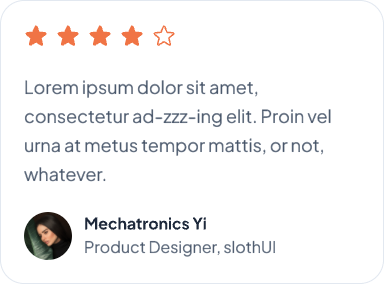 Lorem ipsum dolor sit amet,
consectetur ad-zzz-ing elit. Proin vel
urna at metus tempor mattis, or not,
whatever.
Mechatronics Yi
Product Designer, slothUI